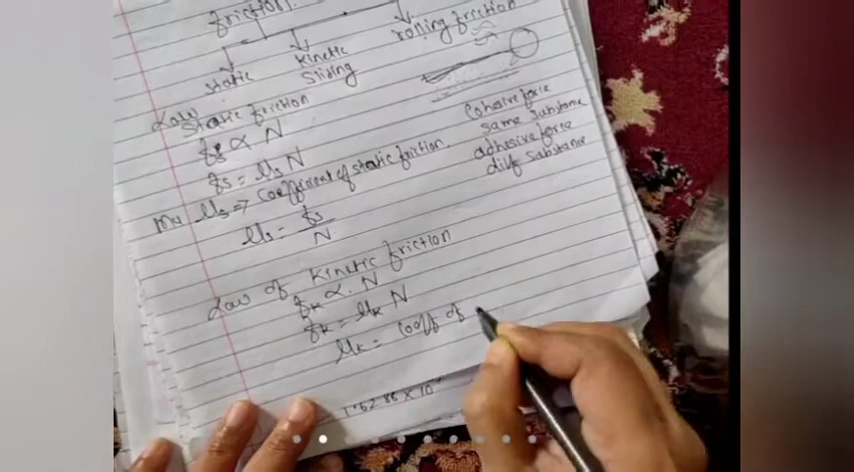 friction.
static kinetic rolling friction
sliding
Law static friction
fs ∝ N
fs = μs N
μs => Coefficient of static friction.
μs = fs / N
Cohesive force
same substance
adhesive force
diff substance
Law of Kinetic friction
fk ∝ N
fk = μk N
μk = Coeff of